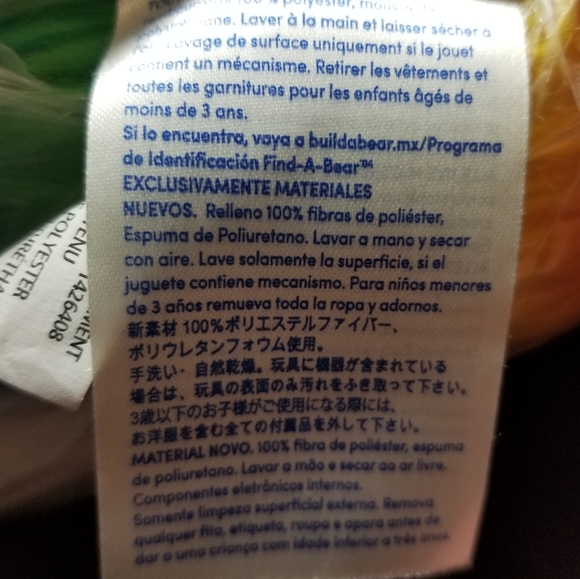 100% polyester,
Laver à la main et laisser sécher à
lavage de surface uniquement si le jouet
contient un mécanisme. Retirer les vêtements et
toutes les garnitures pour les enfants âgés de
moins de 3 ans.
Si lo encuentra, vaya a buildabear.mx/Programa
de Identificación Find-A-Bear™
EXCLUSIVAMENTE MATERIALES
NUEVOS. Relleno 100% fibras de poliéster,
Espuma de Poliuretano. Lavar a mano y secar
con aire. Lave solamente la superficie, si el
juguete contiene mecanismo. Para niños menores
de 3 años remueva toda la ropa y adornos.
新素材 100%ポリエステルファイバー、
ポリウレタンフォウム使用。
手洗い・自然乾燥。玩具に機器が含まれている
場合は、玩具の表面のみ汚れをふき取って下さい。
3歳以下のお子様がご使用になる際には、
お洋服を含む全ての付属品を外して下さい。
MATERIAL NOVO. 100% fibra de poliéster, espuma
de poliuretano. Lavar a mão e secar ao ar livre.
Componentes eletrônicos internos.
Somente limpeza superficial externa. Remova
qualquer fita, etiqueta, roupa e apara antes de
dar a uma criança com idade inferior a três anos.
1426408
POLYESTER